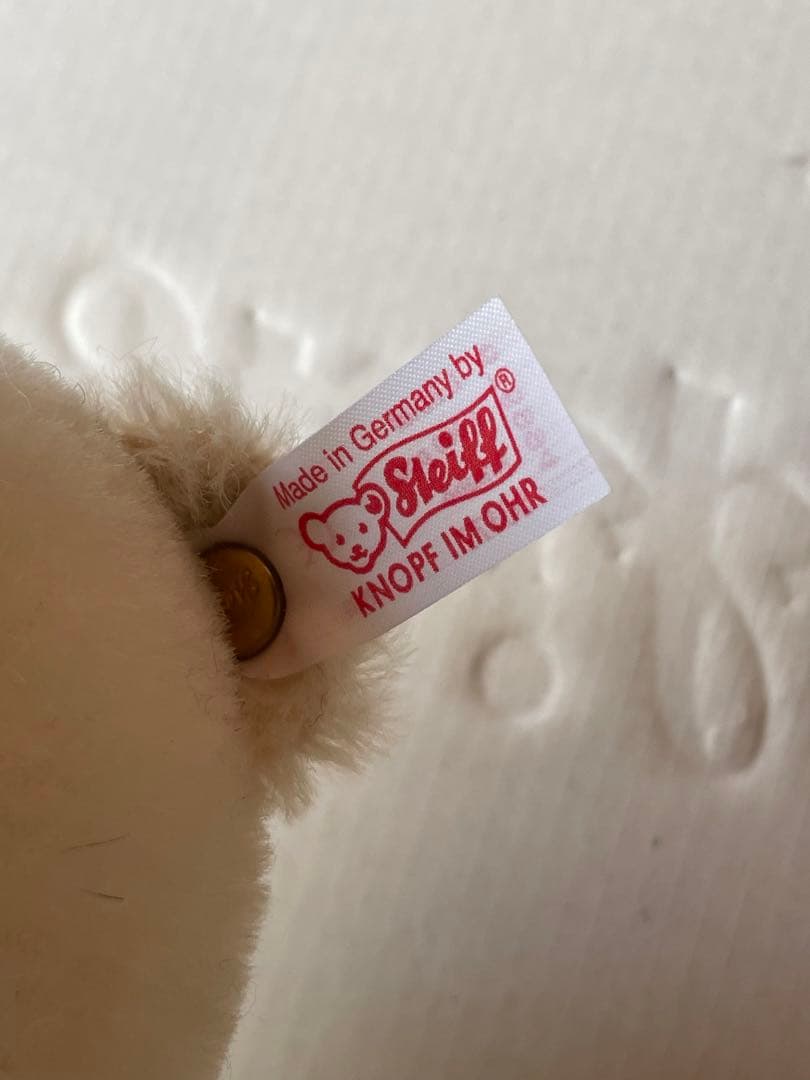 Made in Germany by
Steiff®
KNOPF IM OHR